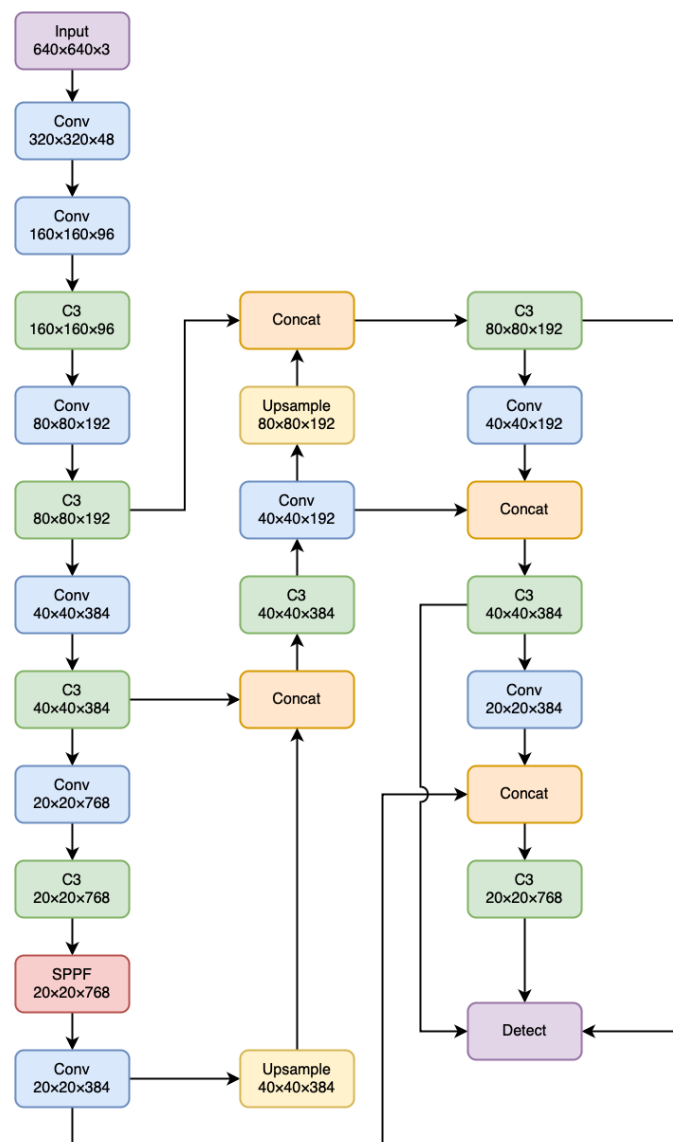 Input
640×640×3
Conv
320×320×48
Conv
160×160×96
C3
160×160×96
Conv
80×80×192
C3
80×80×192
Conv
40×40×384
C3
40×40×384
Conv
20×20×768
C3
20×20×768
SPPF
20×20×768
Conv
20×20×384
Concat
Upsample
80×80×192
Conv
40×40×192
C3
40×40×384
Concat
Upsample
40×40×384
C3
80×80×192
Conv
40×40×192
Concat
C3
40×40×384
Conv
20×20×384
Concat
C3
20×20×768
Detect